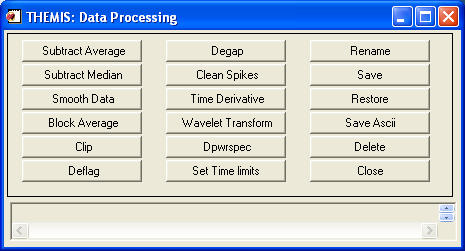 THEMIS: Data Processing
Subtract Average Degap Rename
Subtract Median Clean Spikes Save
Smooth Data Time Derivative Restore
Block Average Wavelet Transform Save Ascii
Clip Dpwrspec Delete
Deflag Set Time limits Close